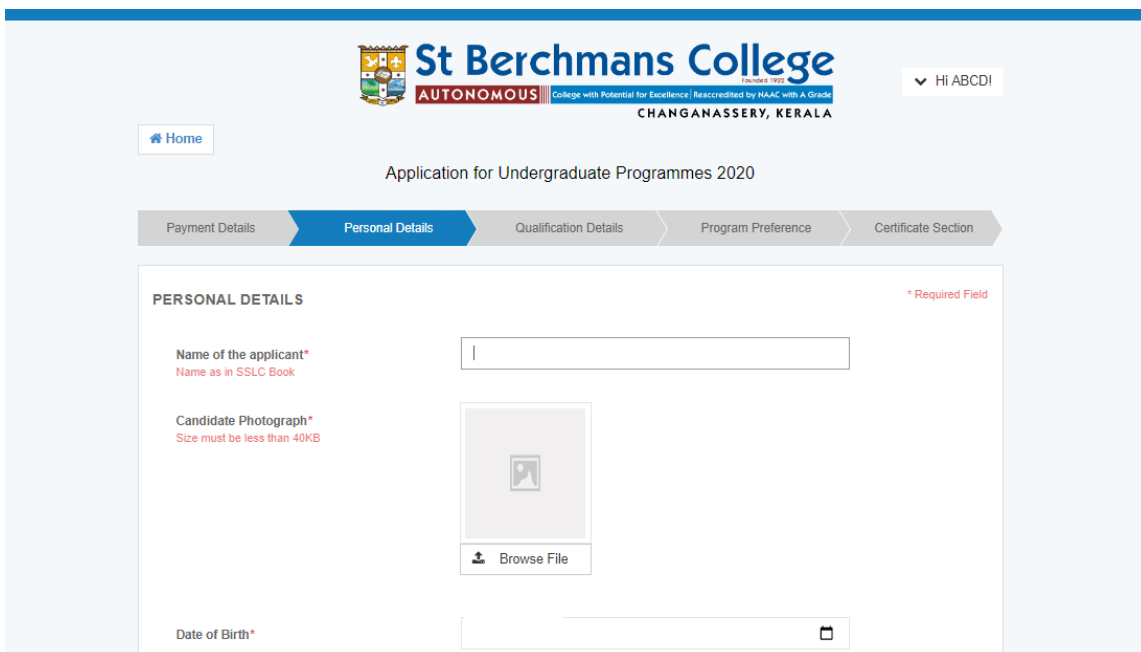 St Berchmans College
Founded 1922
AUTONOMOUS College with Potential for Excellence Reaccredited by NAAC with A Grade
CHANGANASSERY, KERALA
Hi ABCD!
Home
Application for Undergraduate Programmes 2020
Payment Details Personal Details Qualification Details Program Preference Certificate Section
PERSONAL DETAILS
* Required Field
Name of the applicant*
Name as in SSLC Book
Candidate Photograph*
Size must be less than 40KB
Browse File
Date of Birth*